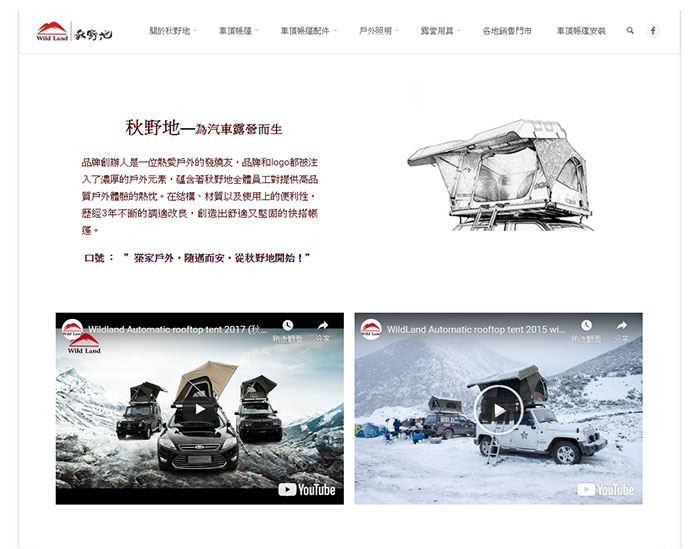 Wild Land 秋野地
關於秋野地 車頂帳蓬 車頂帳蓬配件 戶外照明 露營用具 各地銷售門市 車頂帳蓬安裝
秋野地—為汽車露營而生
品牌創辦人是一位熱愛戶外的發燒友，品牌和logo都被注
入了濃厚的戶外元素，蘊含著秋野地全體員工對提供高品
質戶外體驗的熱忱。在結構、材質以及使用上的便利性，
歷經3年不斷的調適改良，創造出舒適又堅固的快搭帳
篷。
口號： ”築家戶外，隨遇而安，從秋野地開始！”
Wildland Automatic rooftop tent 2017 (秋...
稍後觀看 分享
Wild Land
YouTube
WildLand Automatic rooftop tent 2015 wi...
稍後觀看 分享
YouTube